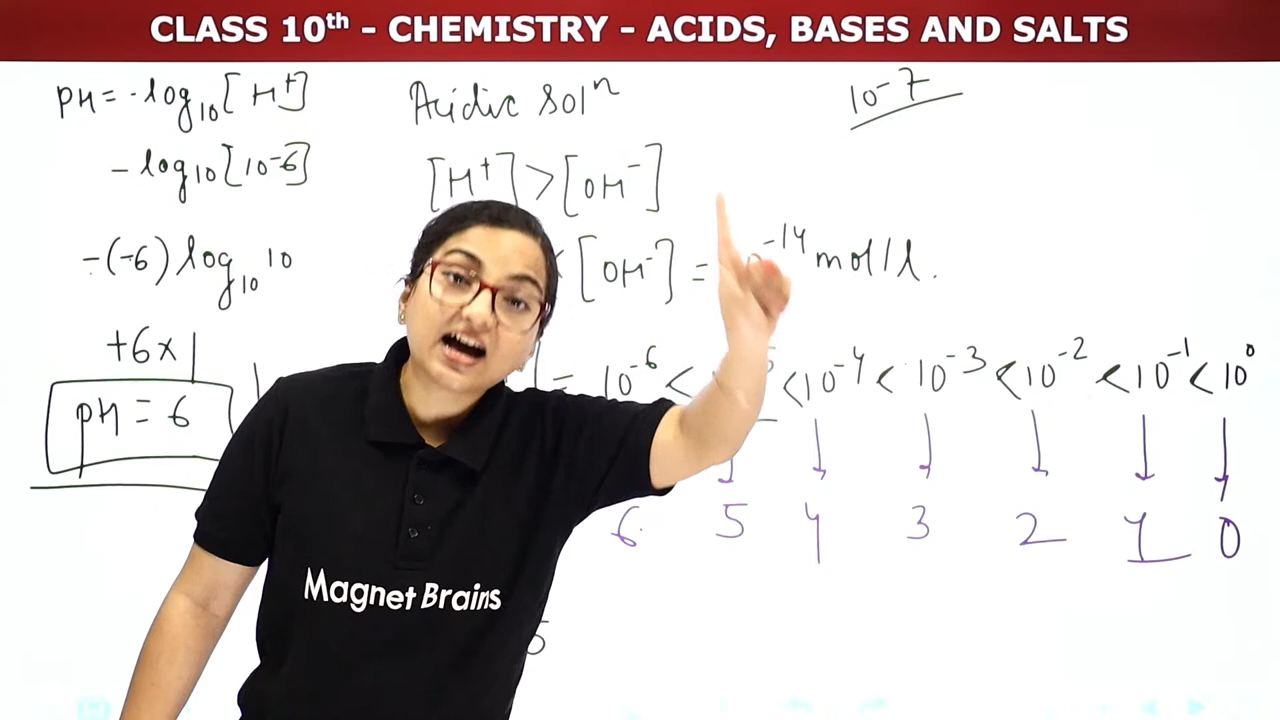 CLASS 10th - CHEMISTRY - ACIDS, BASES AND SALTS
pH = -log10[H+]
- log10[10-6]
-(-6) log10 10
+6x1
pH = 6
Acidic Soln
[H+] > [OH-]
[OH-] = -14 mol/l.
10-7
= 10-6 < < 10-4 < 10-3 < 10-2 < 10-1 < 100
6 5 4 3 2 1 0
Magnet Brains
5